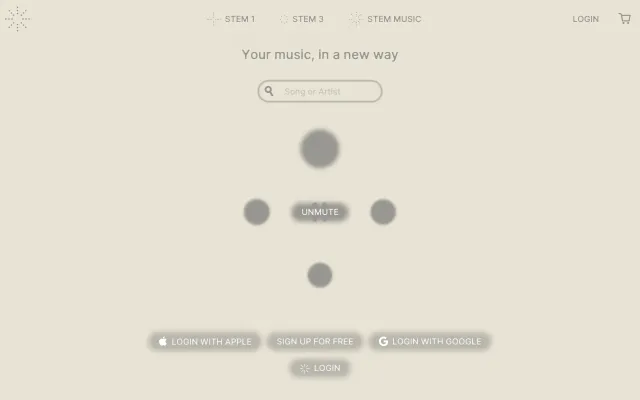 STEM 1 STEM 3 STEM MUSIC LOGIN
Your music, in a new way
Song or Artist
UNMUTE
LOGIN WITH APPLE SIGN UP FOR FREE LOGIN WITH GOOGLE
LOGIN